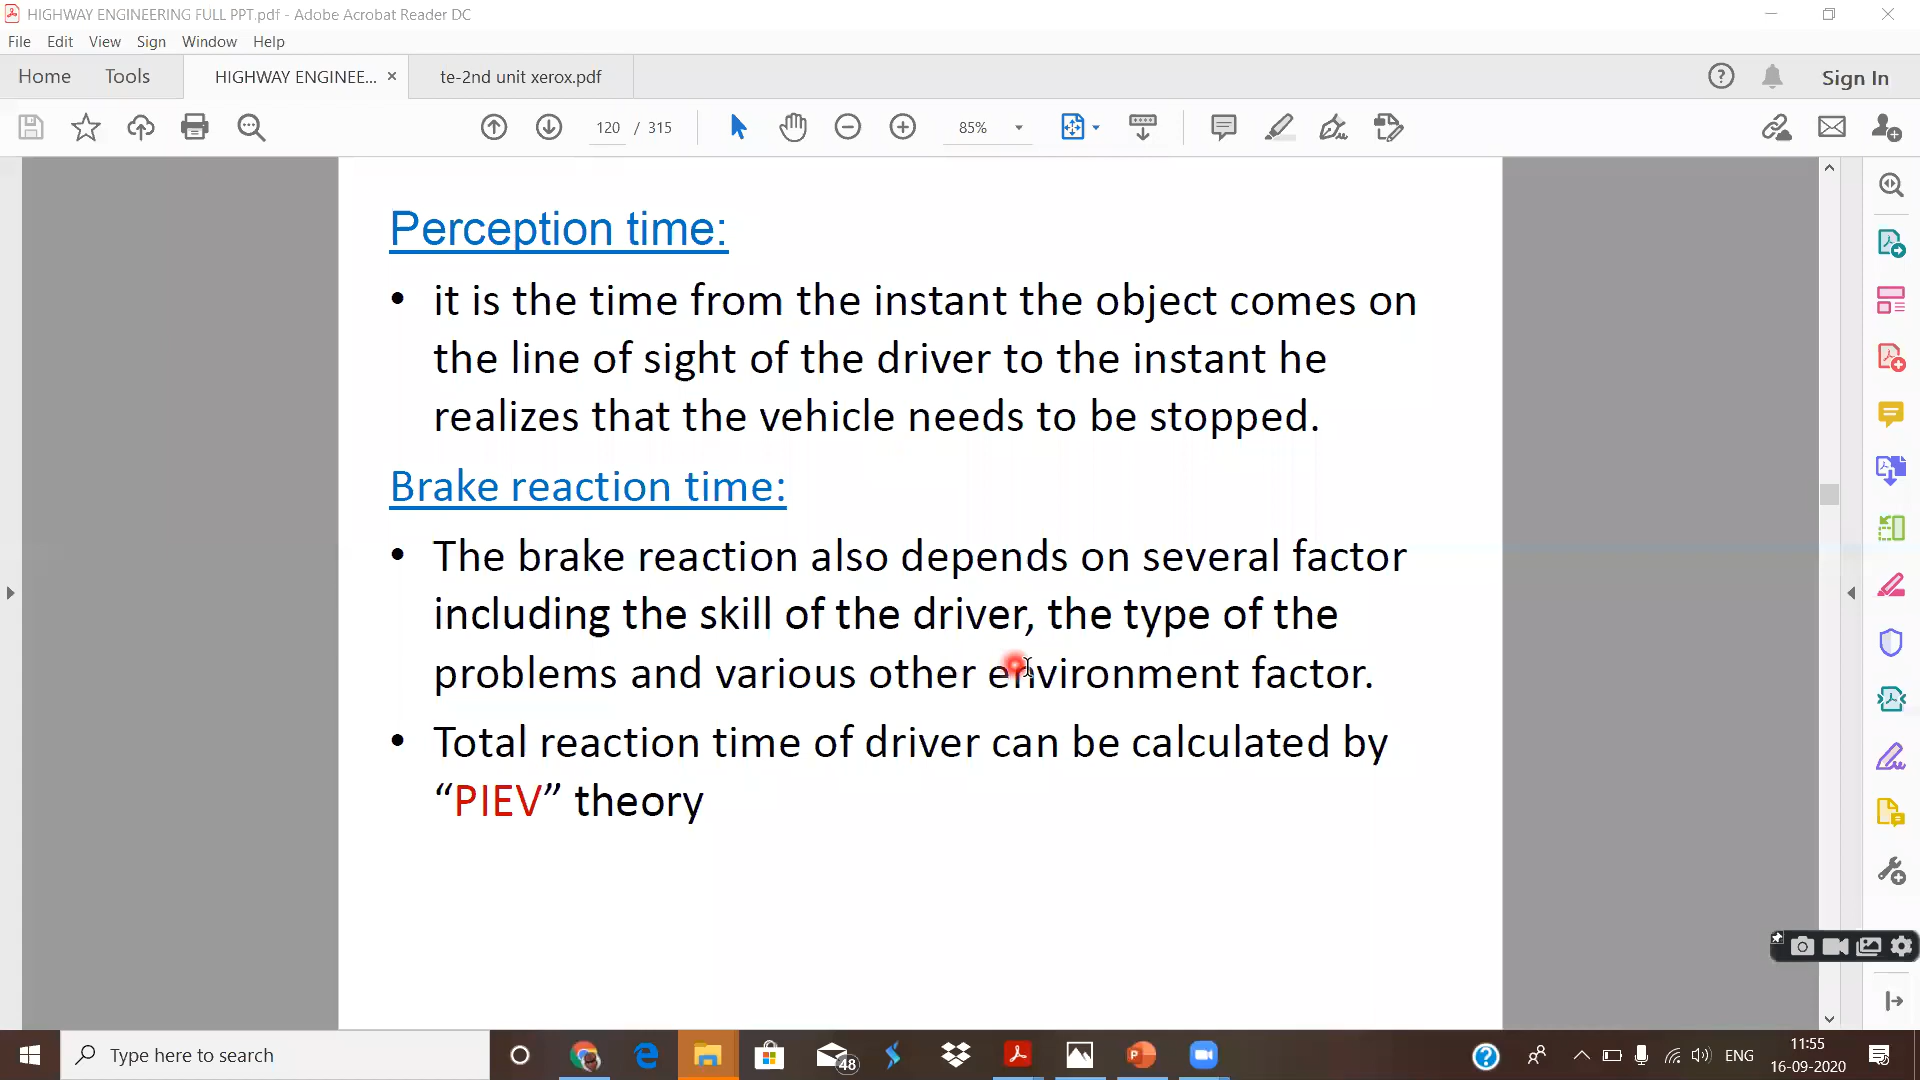 HIGHWAY ENGINEERING FULL PPT.pdf - Adobe Acrobat Reader DC
File Edit View Sign Window Help
Home Tools HIGHWAY ENGINEE... × te-2nd unit xerox.pdf Sign In
120 / 315 85%
Perception time:
• it is the time from the instant the object comes on
the line of sight of the driver to the instant he
realizes that the vehicle needs to be stopped.
Brake reaction time:
• The brake reaction also depends on several factor
including the skill of the driver, the type of the
problems and various other environment factor.
• Total reaction time of driver can be calculated by
“PIEV” theory
Type here to search 48 ENG 11:55
16-09-2020